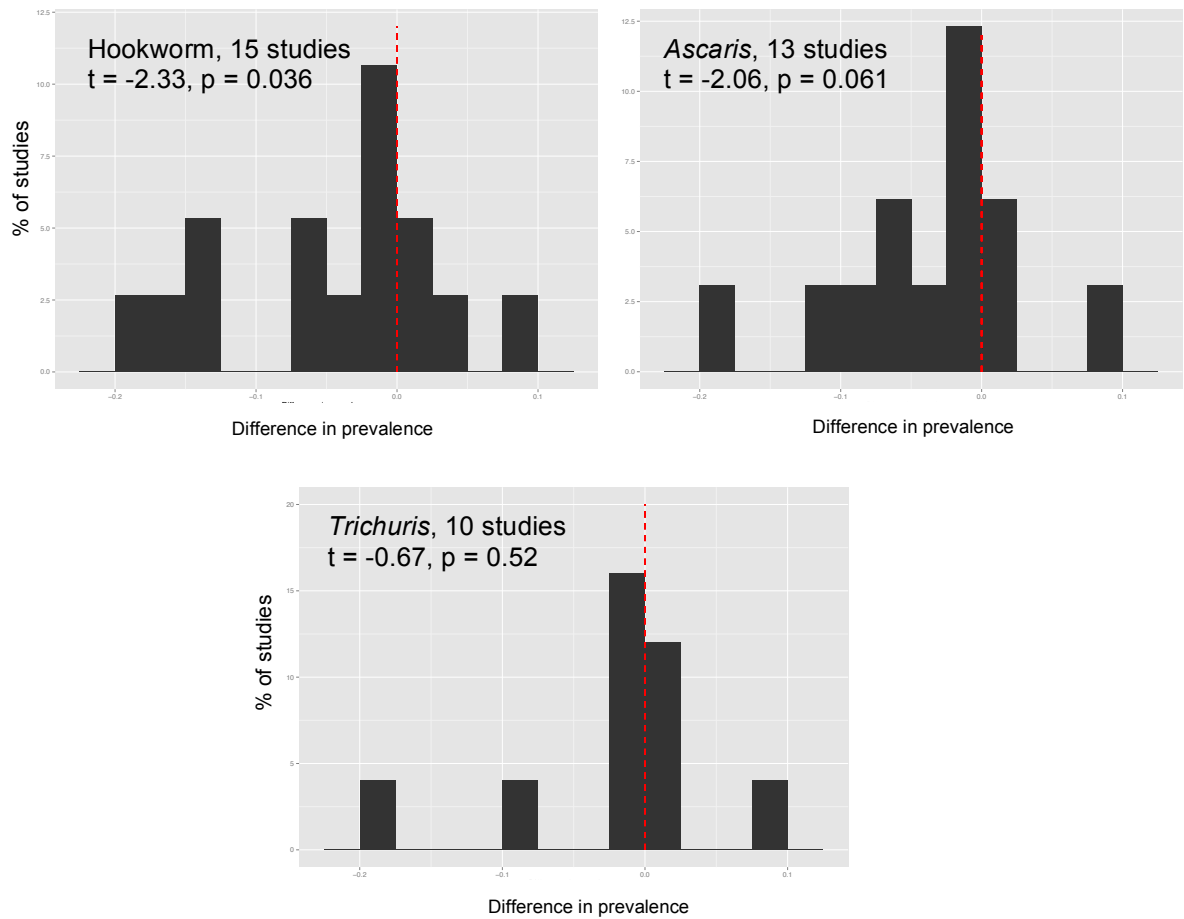 Hookworm, 15 studies
t = -2.33, p = 0.036
% of studies
12.5
10.0
7.5
5.0
2.5
0.0
−0.2
−0.1
0.0
0.1
Difference in prevalence
Ascaris, 13 studies
t = -2.06, p = 0.061
12.5
10.0
7.5
5.0
2.5
0.0
−0.2
−0.1
0.0
0.1
Difference in prevalence
Trichuris, 10 studies
t = -0.67, p = 0.52
% of studies
20
15
10
5
0
−0.2
−0.1
0.0
0.1
Difference in prevalence